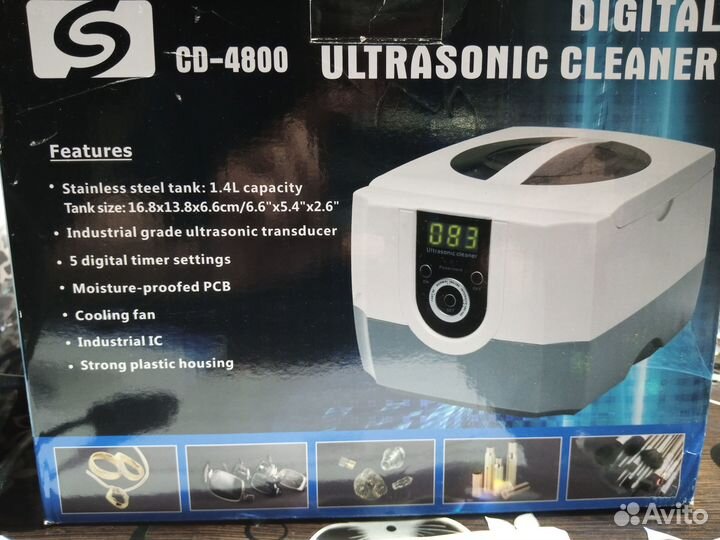 S
CD-4800
DIGITAL
ULTRASONIC CLEANER
Features
• Stainless steel tank: 1.4L capacity
Tank size: 16.8x13.8x6.6cm/6.6"x5.4"x2.6"
• Industrial grade ultrasonic transducer
• 5 digital timer settings
• Moisture-proofed PCB
• Cooling fan
• Industrial IC
• Strong plastic housing
083
Ultrasonic cleaner
Avito